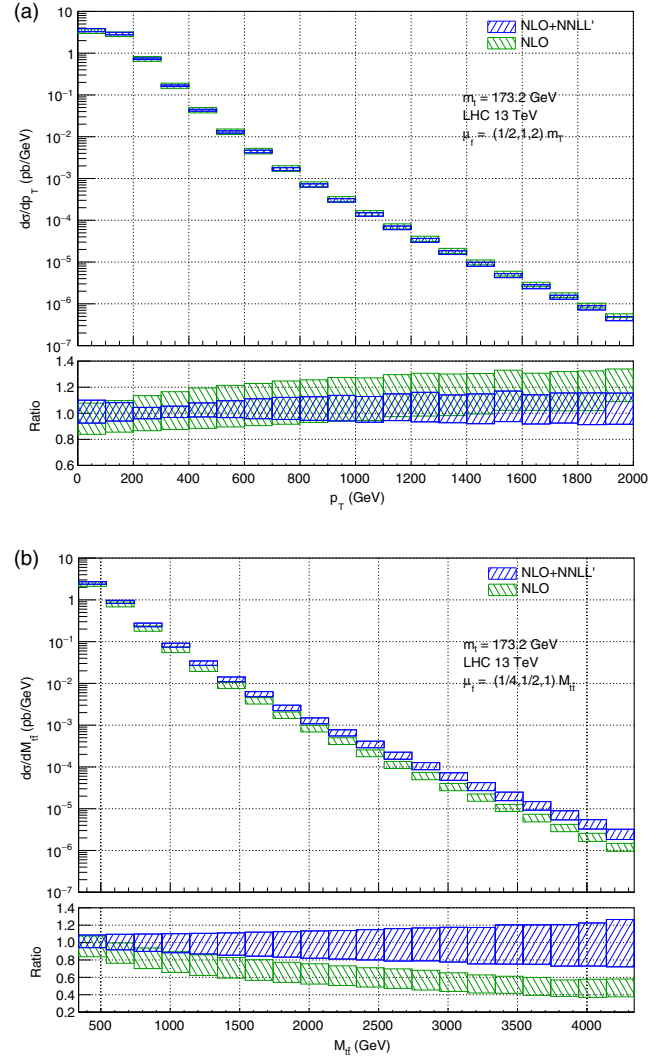 (a)
10
1
10⁻¹
10⁻²
10⁻³
10⁻⁴
10⁻⁵
10⁻⁶
10⁻⁷
dσ/dp_T (pb/GeV)
NLO+NNLL'
NLO
m_t = 173.2 GeV
LHC 13 TeV
μ_f = (1/2,1,2) m_T
1.4
1.2
1.0
0.8
0.6
Ratio
0 200 400 600 800 1000 1200 1400 1600 1800 2000
p_T (GeV)
(b)
10
1
10⁻¹
10⁻²
10⁻³
10⁻⁴
10⁻⁵
10⁻⁶
10⁻⁷
dσ/dM_tt̄ (pb/GeV)
NLO+NNLL'
NLO
m_t = 173.2 GeV
LHC 13 TeV
μ_f = (1/4,1/2,1) M_tt̄
1.4
1.2
1.0
0.8
0.6
0.4
0.2
Ratio
500 1000 1500 2000 2500 3000 3500 4000
M_tt̄ (GeV)